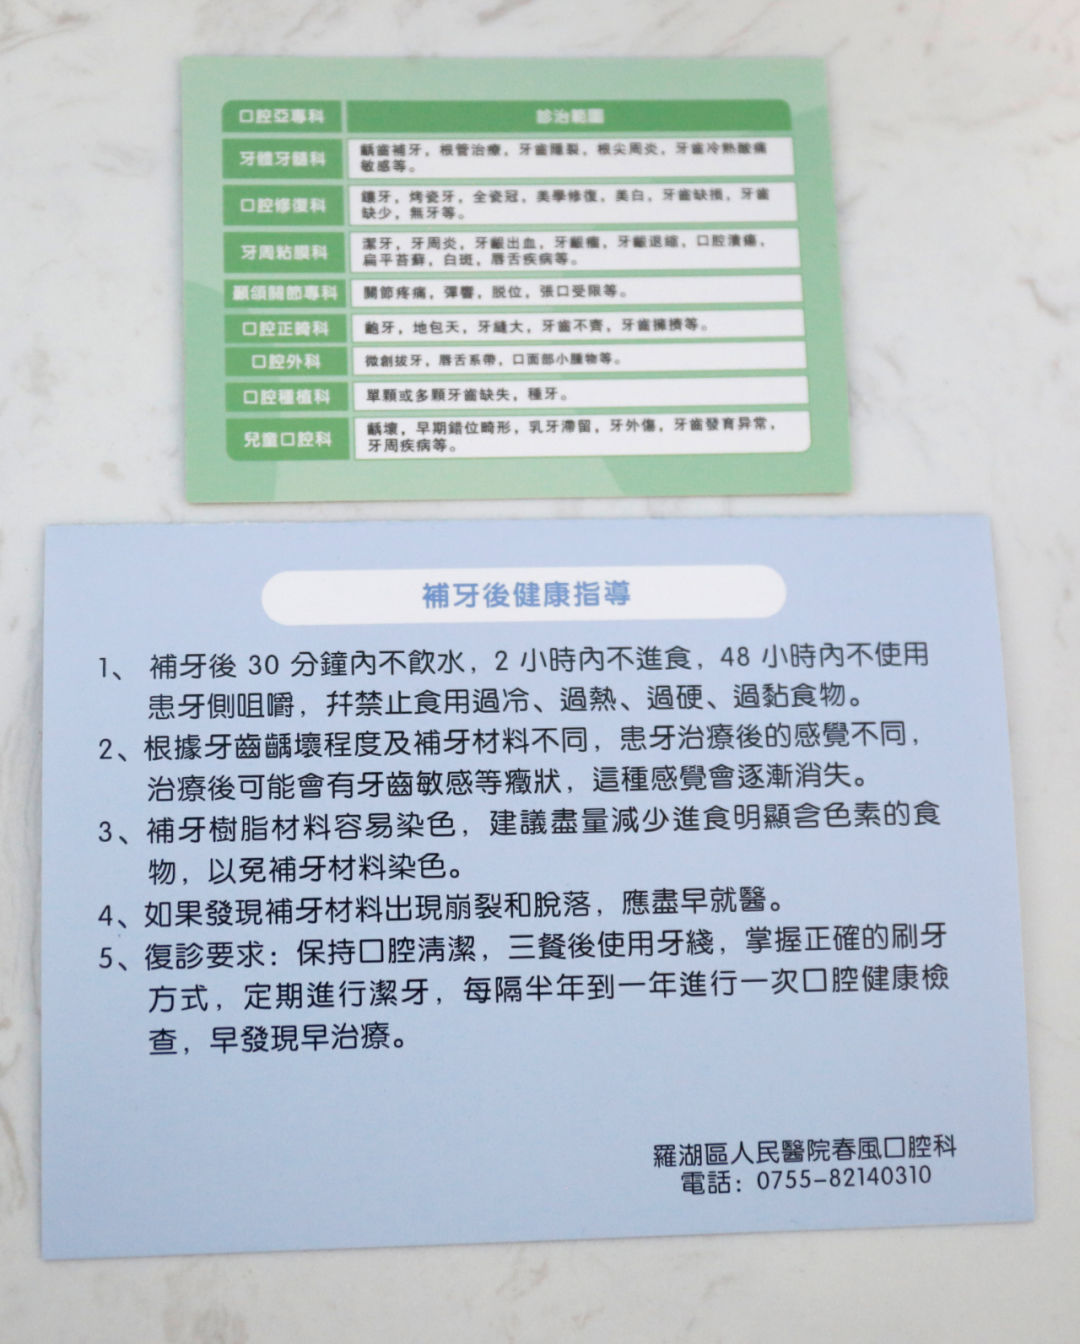 口腔亞專科 診治範圍
牙體牙髓科 齲齒補牙，根管治療，牙齒隱裂，根尖周炎，牙齒冷熱酸痛
敏感等。
口腔修復科 鑲牙，烤瓷牙，全瓷冠，美學修復，美白，牙齒缺損，牙齒
缺少，無牙等。
牙周粘膜科 潔牙，牙周炎，牙齦出血，牙齦瘤，牙齦退縮，口腔潰瘍，
扁平苔蘚，白斑，唇舌疾病等。
顳頜關節專科 關節疼痛，彈響，脱位，張口受限等。
口腔正畸科 齙牙，地包天，牙縫大，牙齒不齊，牙齒擁擠等。
口腔外科 微創拔牙，唇舌系帶，口面部小腫物等。
口腔種植科 單顆或多顆牙齒缺失，種牙。
兒童口腔科 齲壞，早期錯位畸形，乳牙滯留，牙外傷，牙齒發育异常，
牙周疾病等。
補牙後健康指導
1、 補牙後 30 分鐘內不飲水，2 小時內不進食，48 小時內不使用
患牙側咀嚼，幷禁止食用過冷、過熱、過硬、過黏食物。
2、根據牙齒齲壞程度及補牙材料不同，患牙治療後的感覺不同，
治療後可能會有牙齒敏感等癥狀，這種感覺會逐漸消失。
3、補牙樹脂材料容易染色，建議盡量減少進食明顯含色素的食
物，以免補牙材料染色。
4、如果發現補牙材料出現崩裂和脫落，應盡早就醫。
5、復診要求：保持口腔清潔，三餐後使用牙綫，掌握正確的刷牙
方式，定期進行潔牙，每隔半年到一年進行一次口腔健康檢
查，早發現早治療。
羅湖區人民醫院春風口腔科
電話：0755-82140310